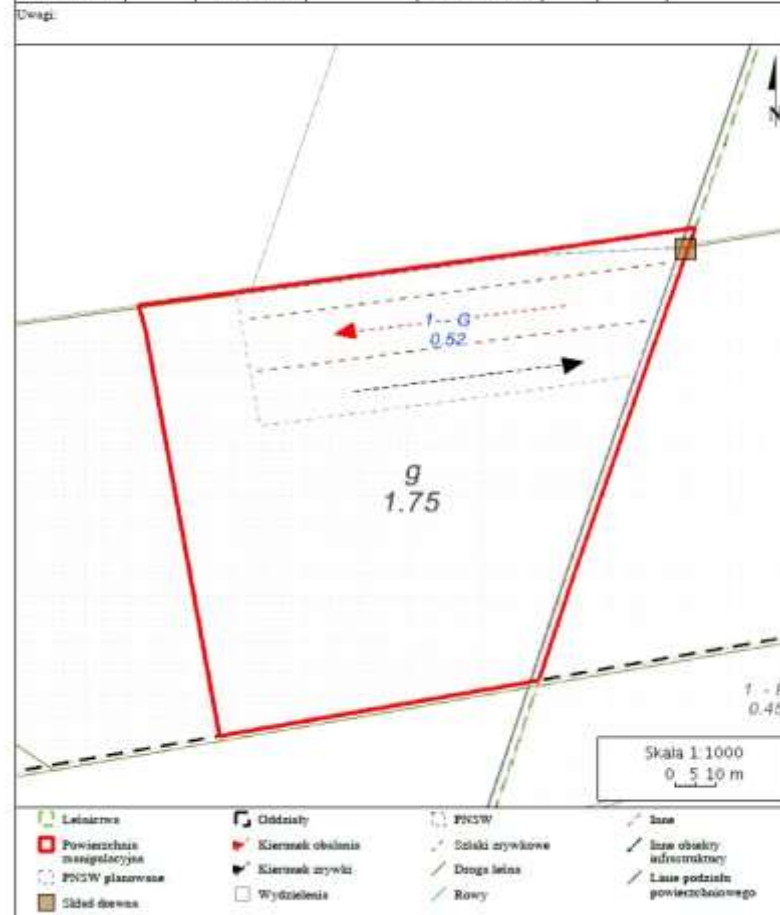 Uwagi:
N
1-- G
0.52
g
1.75
1 - 
0.45
Skala 1:1000
0 5 10 m
Leśnictwa
Oddziały
PNSW
Inne
Powierzchnia manipulacyjna
Kierunek obalania
Szlaki zrywkowe
Inne obiekty infrastruktury
PNSW planowane
Kierunek zrywki
Droga leśna
Linie podziału powierzchniowego
Skład drewna
Wydzielenia
Rowy